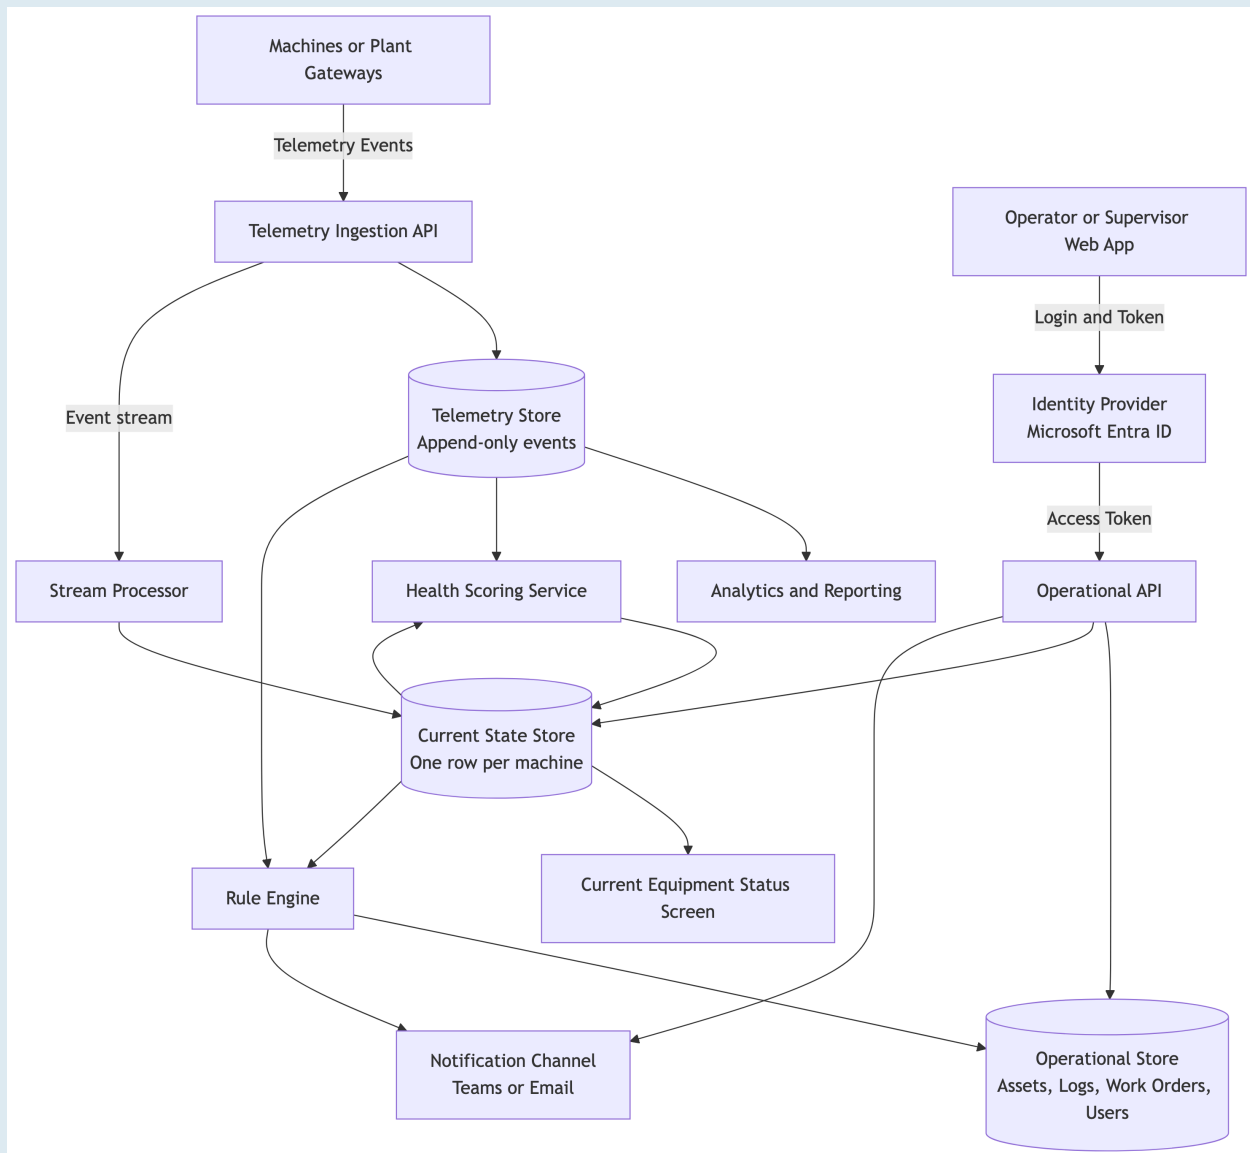 Machines or Plant
Gateways
Telemetry Events
Telemetry Ingestion API
Operator or Supervisor
Web App
Login and Token
Telemetry Store
Append-only events
Identity Provider
Microsoft Entra ID
Event stream
Access Token
Stream Processor
Health Scoring Service
Analytics and Reporting
Operational API
Current State Store
One row per machine
Rule Engine
Current Equipment Status
Screen
Notification Channel
Teams or Email
Operational Store
Assets, Logs, Work Orders,
Users